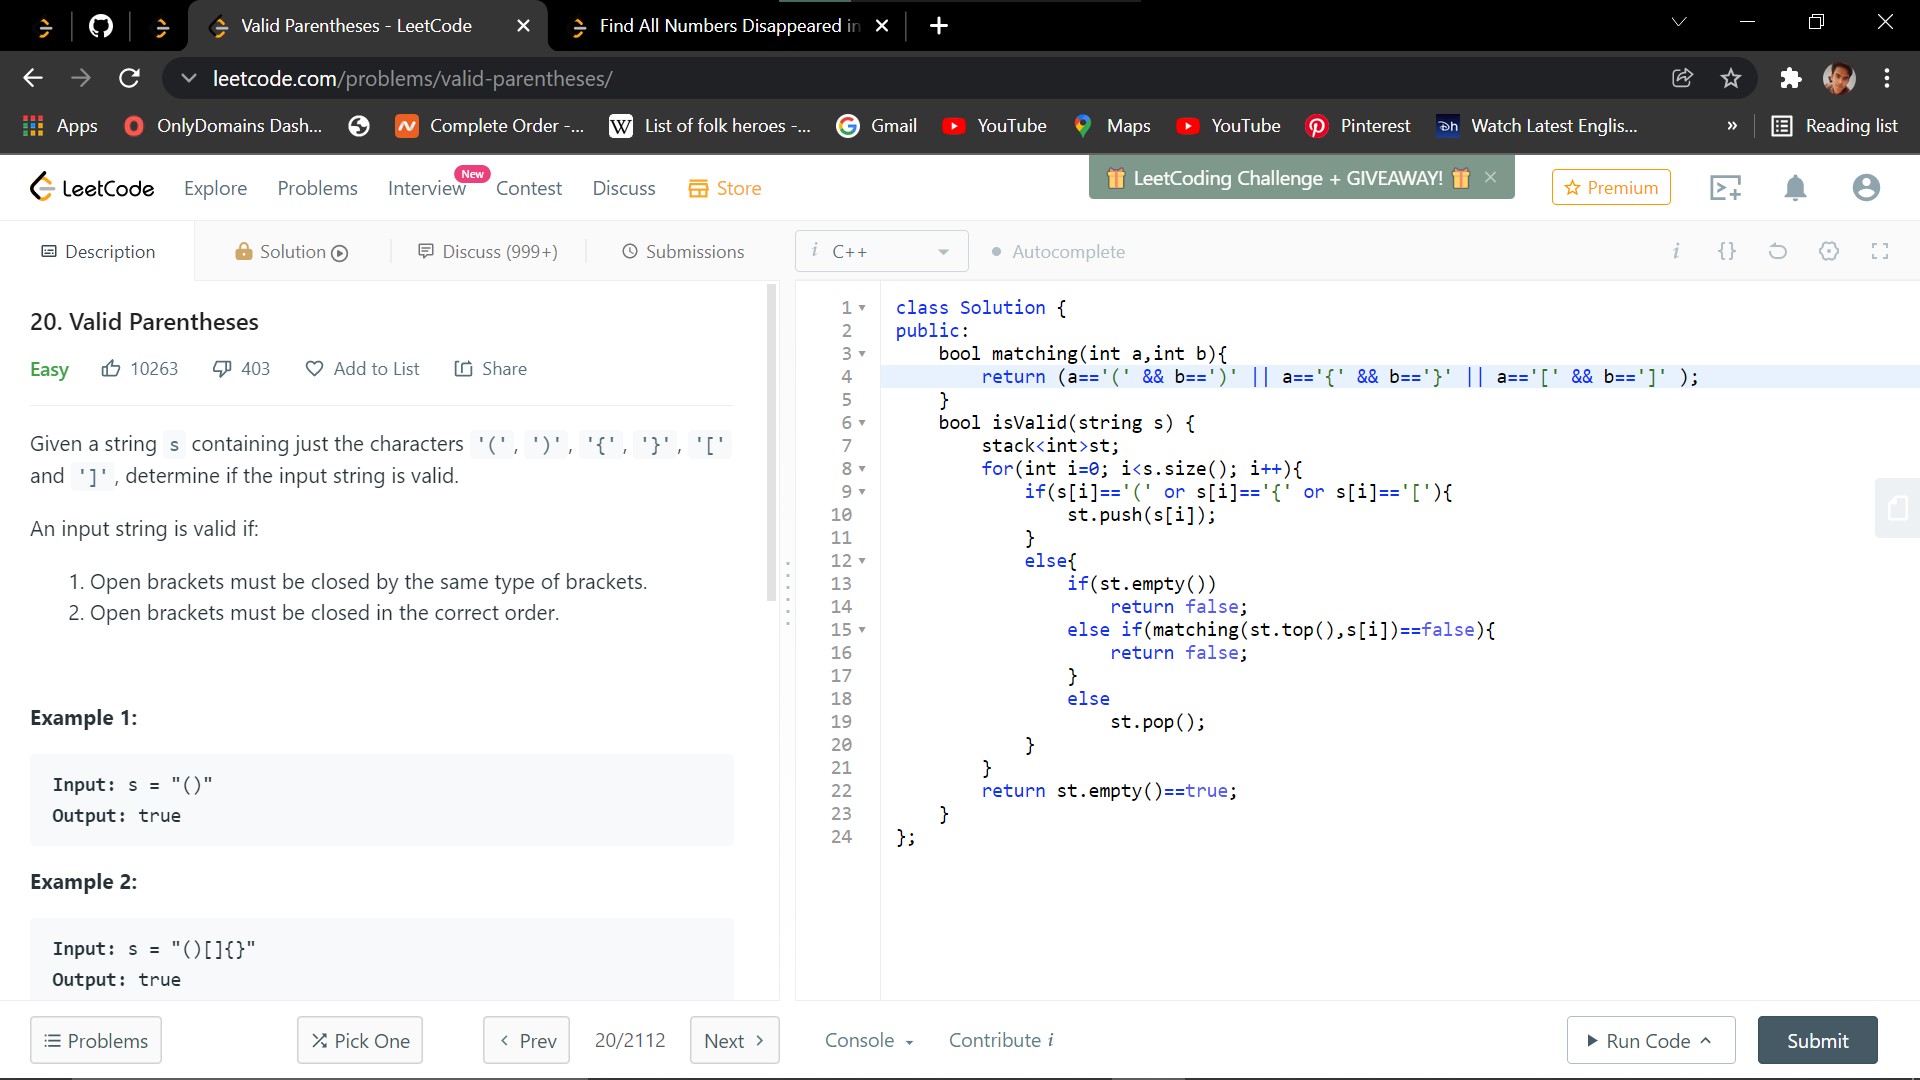 Valid Parentheses - LeetCode
Find All Numbers Disappeared in
leetcode.com/problems/valid-parentheses/
Apps
OnlyDomains Dash...
Complete Order -...
W List of folk heroes -...
Gmail
YouTube
Maps
YouTube
Pinterest
Dh Watch Latest Englis...
»
Reading list
LeetCode
Explore
Problems
Interview
New
Contest
Discuss
Store
LeetCoding Challenge + GIVEAWAY!
Premium
Description
Solution
Discuss (999+)
Submissions
i C++
Autocomplete
i {}
20. Valid Parentheses
Easy 10263 403 Add to List Share
Given a string s containing just the characters '(', ')', '{', '}', '['
and ']', determine if the input string is valid.
An input string is valid if:
1. Open brackets must be closed by the same type of brackets.
2. Open brackets must be closed in the correct order.
Example 1:
Input: s = "()"
Output: true
Example 2:
Input: s = "()[]{}"
Output: true
1 class Solution {
2 public:
3 bool matching(int a,int b){
4 return (a=='(' && b==')' || a=='{' && b=='}' || a=='[' && b==']' );
5 }
6 bool isValid(string s) {
7 stack<int>st;
8 for(int i=0; i<s.size(); i++){
9 if(s[i]=='(' or s[i]=='{' or s[i]=='['){
10 st.push(s[i]);
11 }
12 else{
13 if(st.empty())
14 return false;
15 else if(matching(st.top(),s[i])==false){
16 return false;
17 }
18 else
19 st.pop();
20 }
21 }
22 return st.empty()==true;
23 }
24 };
Problems
Pick One
Prev
20/2112
Next
Console
Contribute i
Run Code
Submit